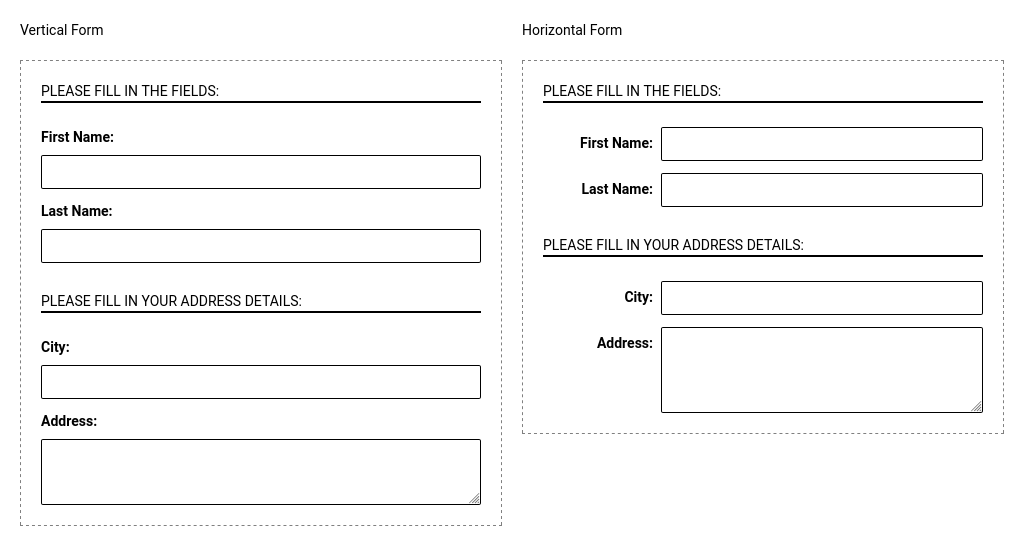 Vertical Form
PLEASE FILL IN THE FIELDS:
First Name:
Last Name:
PLEASE FILL IN YOUR ADDRESS DETAILS:
City:
Address:
Horizontal Form
PLEASE FILL IN THE FIELDS:
First Name:
Last Name:
PLEASE FILL IN YOUR ADDRESS DETAILS:
City:
Address: